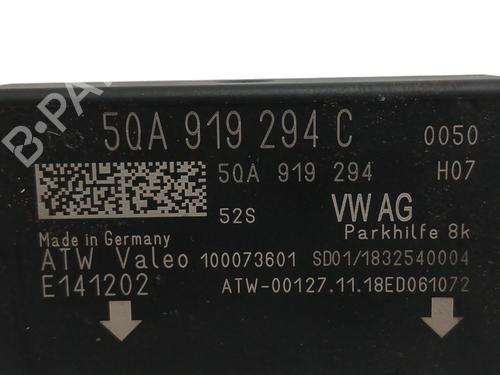 B-PA
5QA 919 294 C 0050
5QA 919 294 H07
52S VW AG
Made in Germany Parkhilfe 8k
ATW Valeo 100073601 SD01/1832540004
E141202 ATW-00127.11.18ED061072